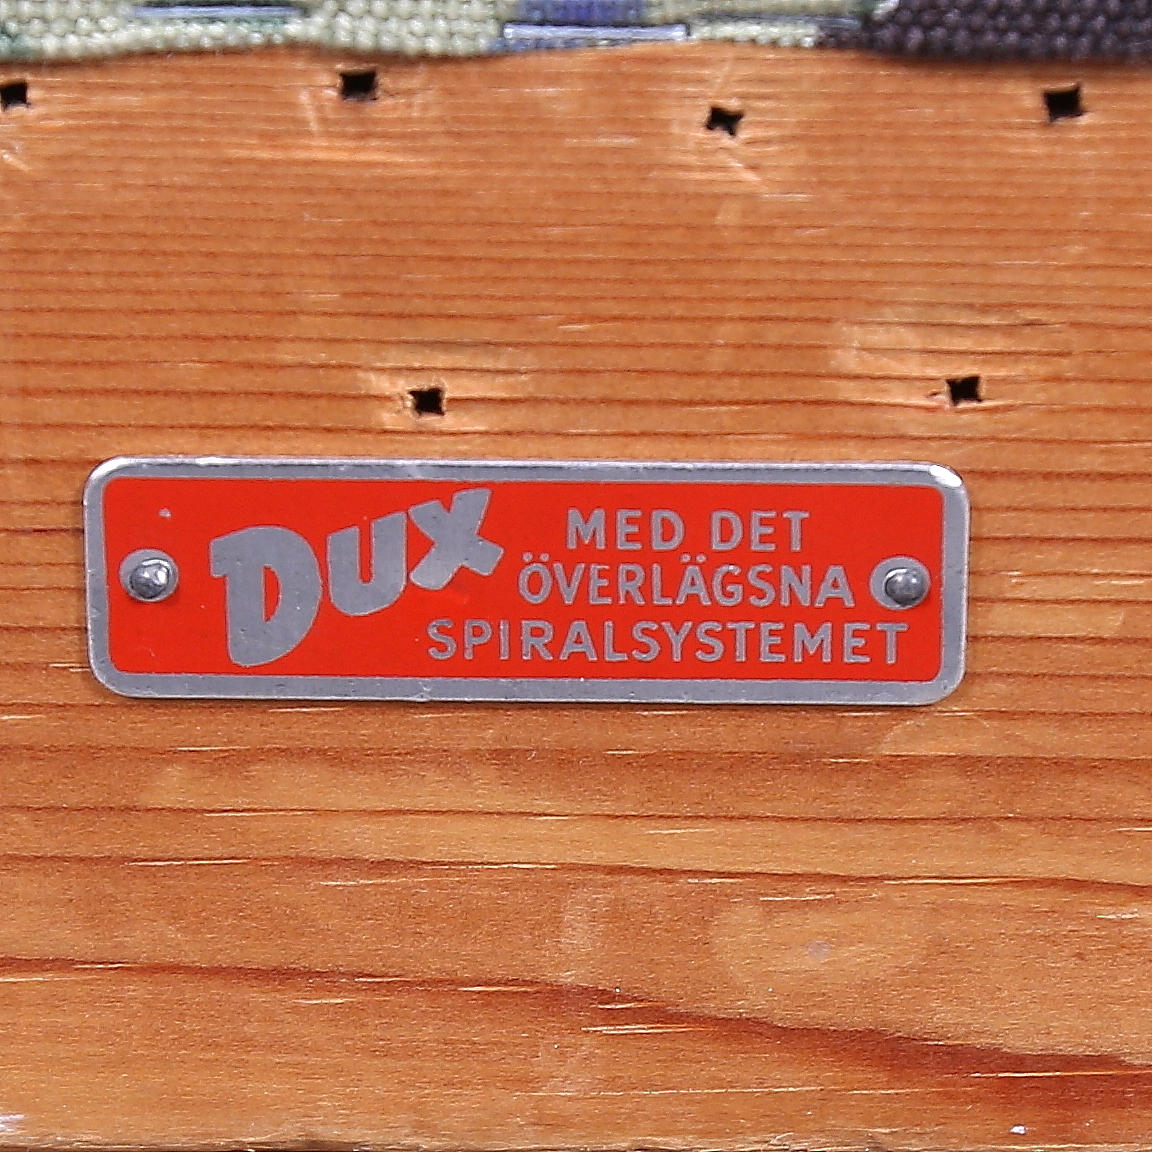 DUX
MED DET
ÖVERLÄGSNA
SPIRALSYSTEMET